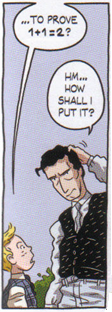 ...TO PROVE
1+1=2?
HM...
HOW
SHALL I
PUT IT?